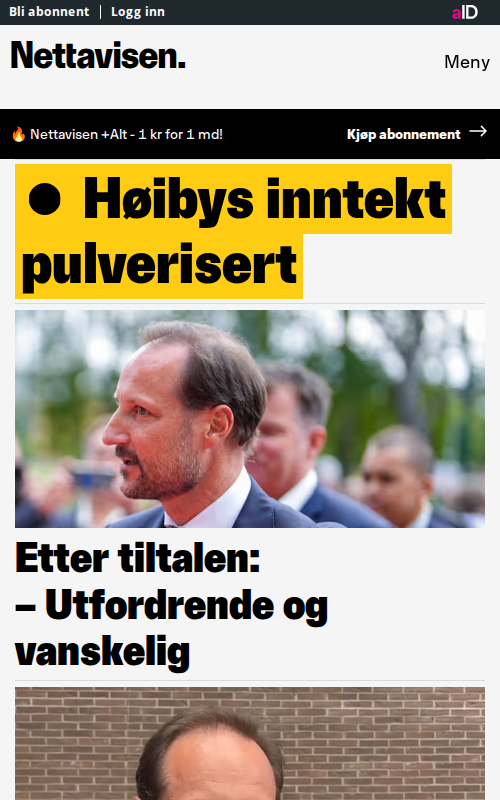 Bli abonnent | Logg inn
aID
Nettavisen.
Meny
🔥 Nettavisen +Alt - 1 kr for 1 md!
Kjøp abonnement →
● Høibys inntekt
pulverisert
Etter tiltalen:
– Utfordrende og
vanskelig